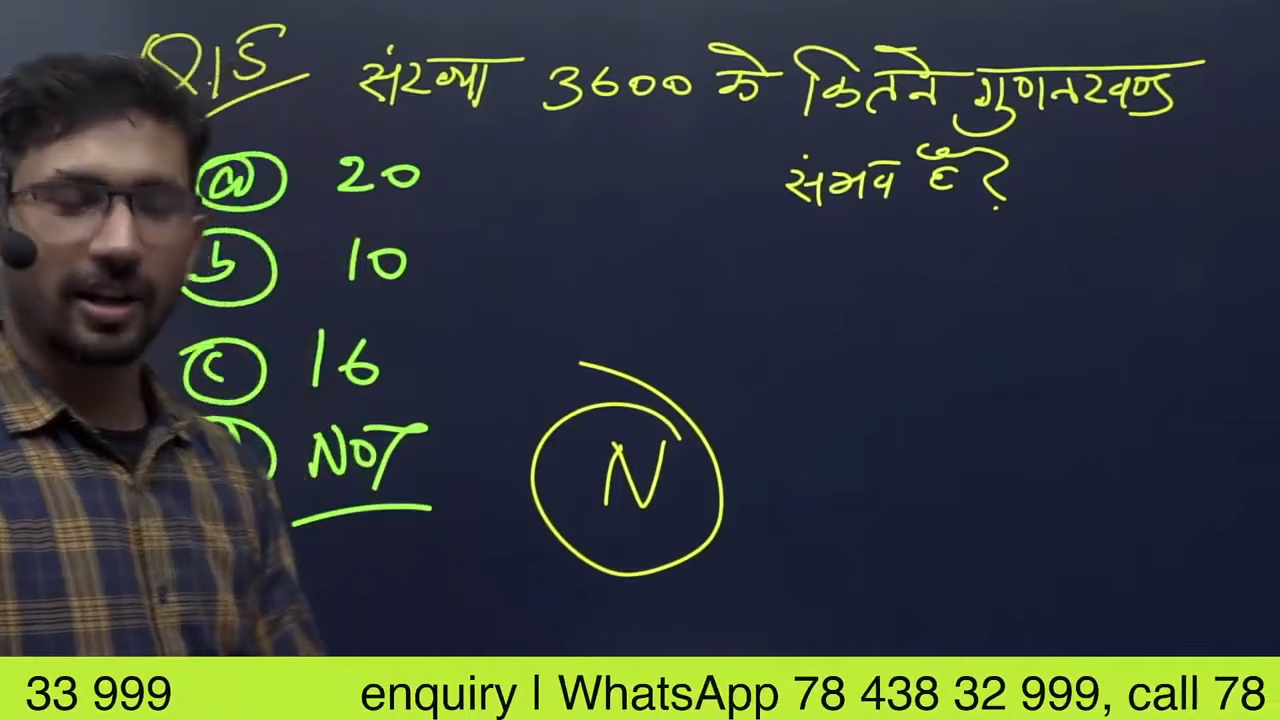 Q.15 संख्या 3600 के कितने गुणनखण्ड
संभव है?
(a) 20
(b) 10
(c) 16
NOT
N
33 999 enquiry I WhatsApp 78 438 32 999, call 78